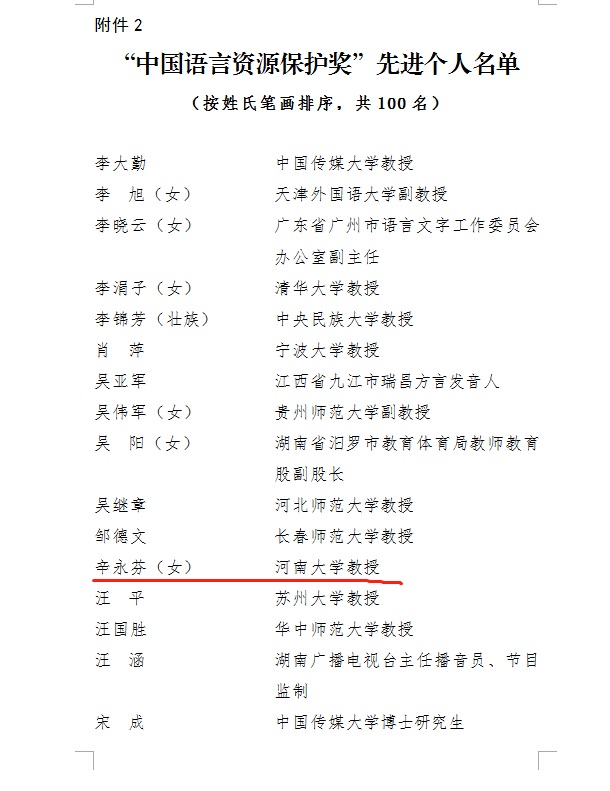 附件 2
“中国语言资源保护奖”先进个人名单
（按姓氏笔画排序，共 100 名）
李大勤 中国传媒大学教授
李 旭（女） 天津外国语大学副教授
李晓云（女） 广东省广州市语言文字工作委员会
办公室副主任
李涓子（女） 清华大学教授
李锦芳（壮族） 中央民族大学教授
肖 萍 宁波大学教授
吴亚军 江西省九江市瑞昌方言发音人
吴伟军（女） 贵州师范大学副教授
吴 阳（女） 湖南省汨罗市教育体育局教师教育
股副股长
吴继章 河北师范大学教授
邹德文 长春师范大学教授
辛永芬（女） 河南大学教授
汪 平 苏州大学教授
汪国胜 华中师范大学教授
汪 涵 湖南广播电视台主任播音员、节目
监制
宋 成 中国传媒大学博士研究生